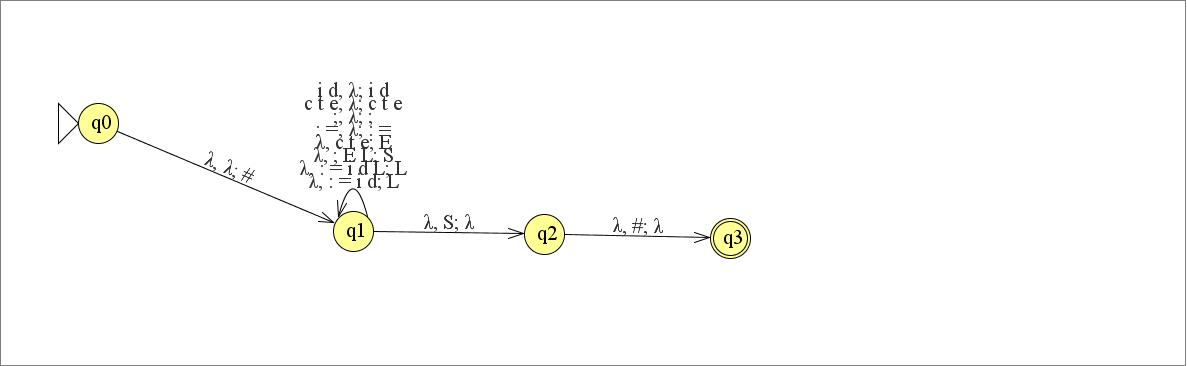 i d, λ; i d
c t e, λ; c t e
;, λ; ;
: =, λ; : =
λ, c t e; E
λ, ; E L; S
λ, : = i d L; L
λ, : = i d; L
q0
λ, λ; #
q1
λ, S; λ
q2
λ, #; λ
q3